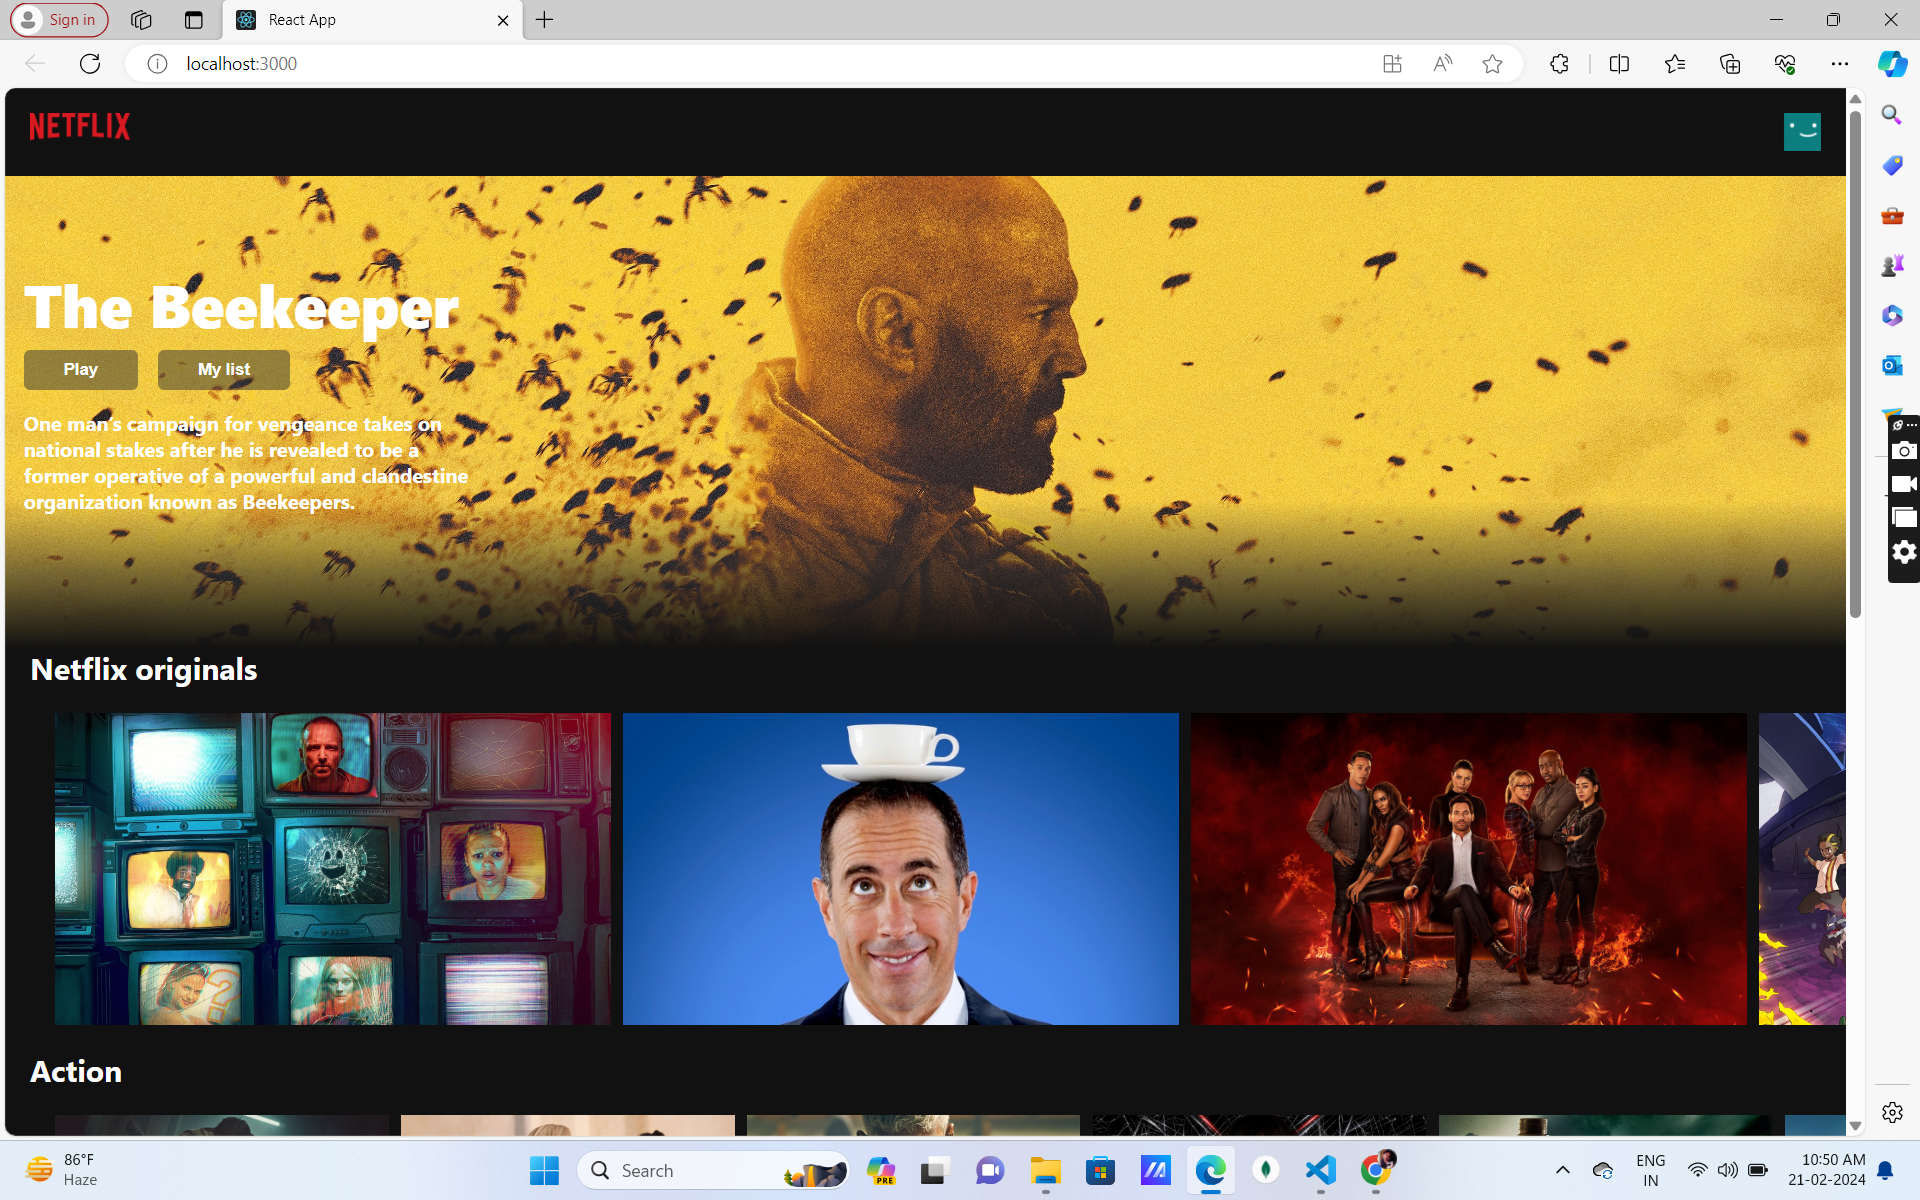 Sign in
React App
localhost:3000
NETFLIX
The Beekeeper
Play
My list
One man's campaign for vengeance takes on
national stakes after he is revealed to be a
former operative of a powerful and clandestine
organization known as Beekeepers.
Netflix originals
Action
86°F
Haze
Search
PRE
ENG
IN
10:50 AM
21-02-2024